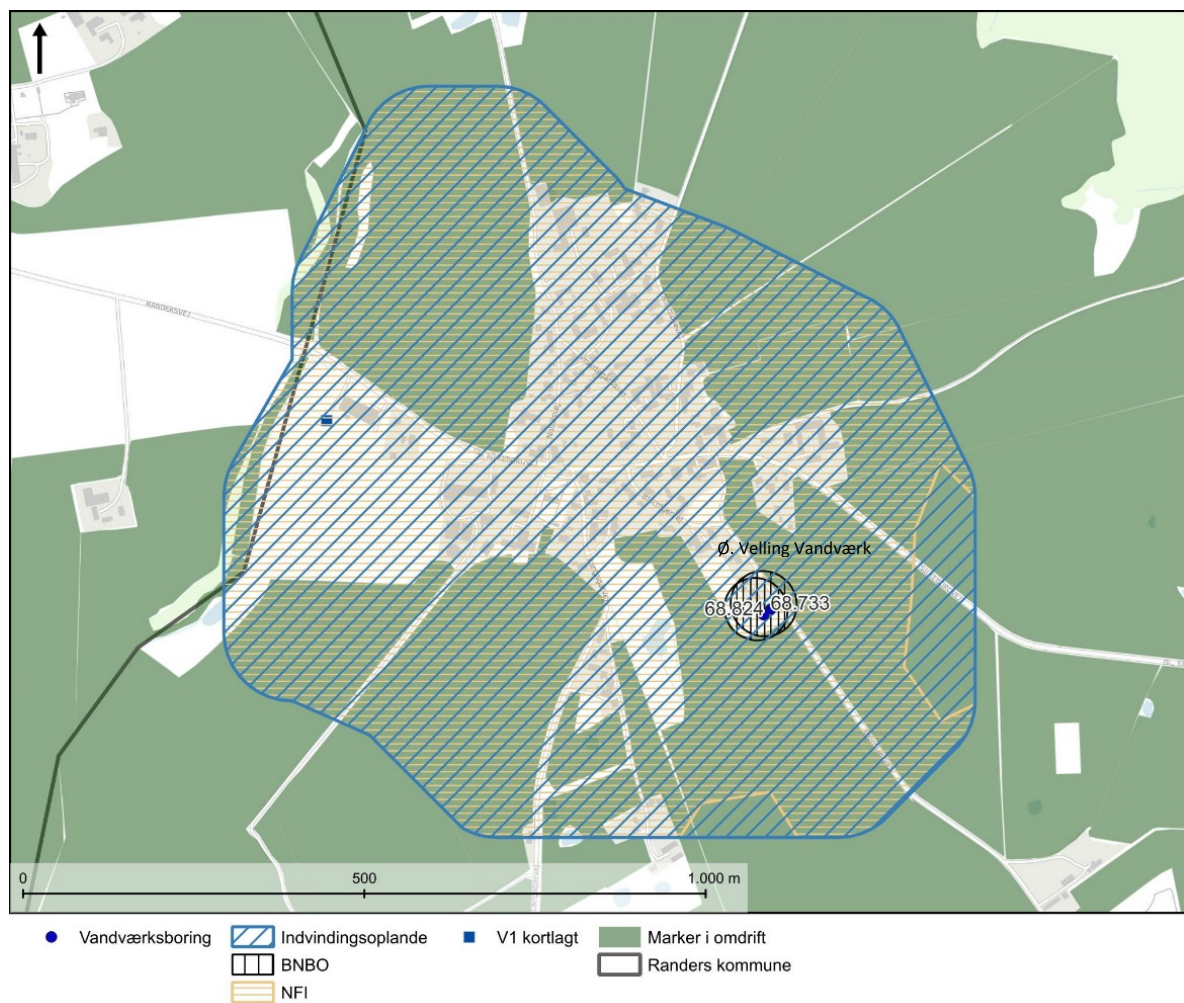 RANDERSVEJ
Ø. Velling Vandværk
68.824
68.733
0 500 1.000 m
Vandværksboring
Indvindingsoplande
V1 kortlagt
Marker i omdrift
BNBO
Randers kommune
NFI